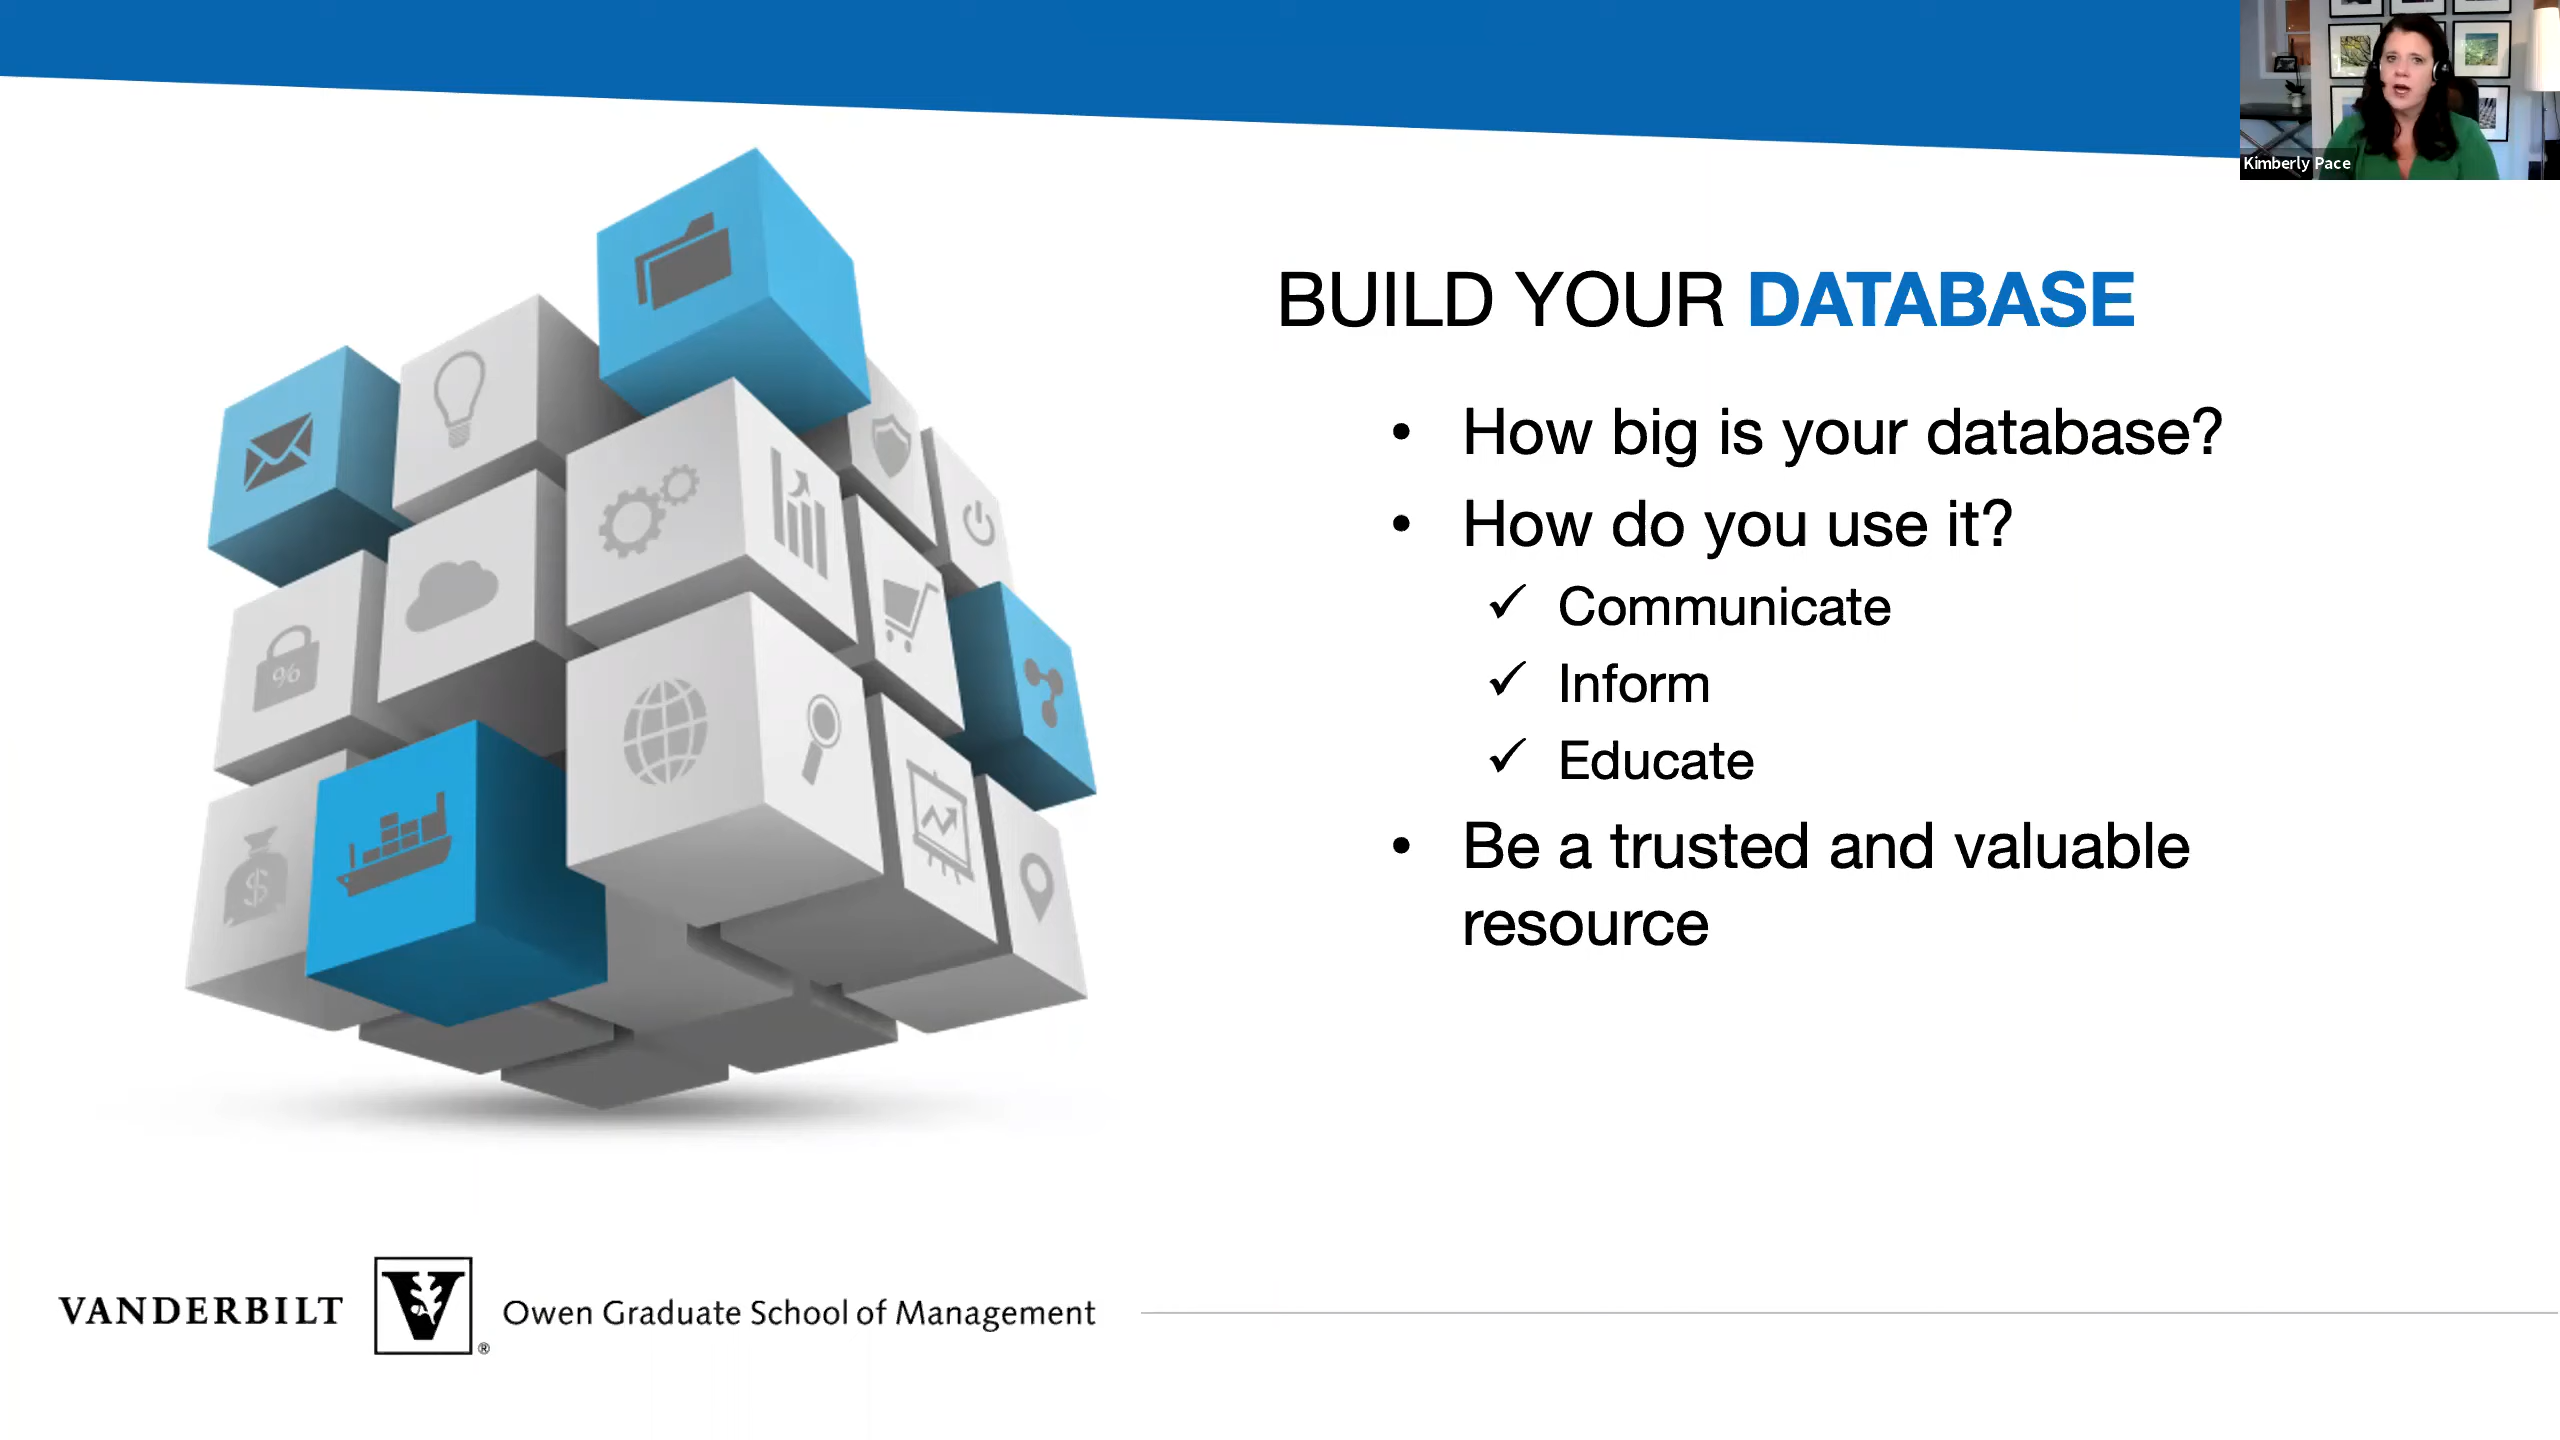 Kimberly Pace
BUILD YOUR DATABASE
• How big is your database?
• How do you use it?
✓ Communicate
✓ Inform
✓ Educate
• Be a trusted and valuable
resource
%
$
VANDERBILT V® Owen Graduate School of Management